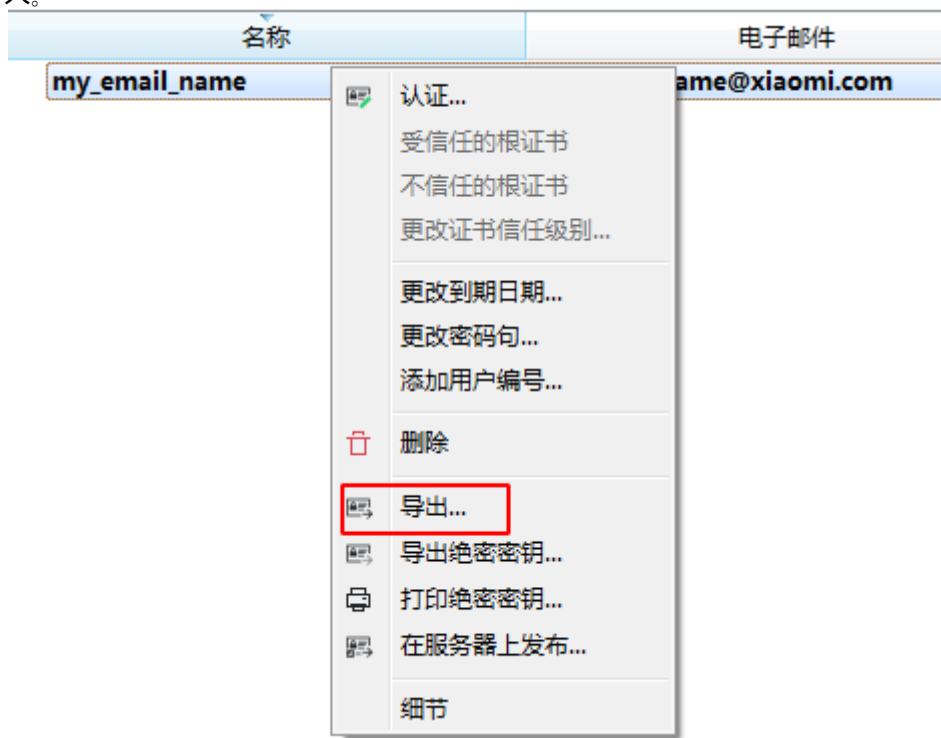 名称 电子邮件
my_email_name ame@xiaomi.com
认证...
受信任的根证书
不信任的根证书
更改证书信任级别...
更改到期日期...
更改密码句...
添加用户编号...
删除
导出...
导出绝密密钥...
打印绝密密钥...
在服务器上发布...
细节